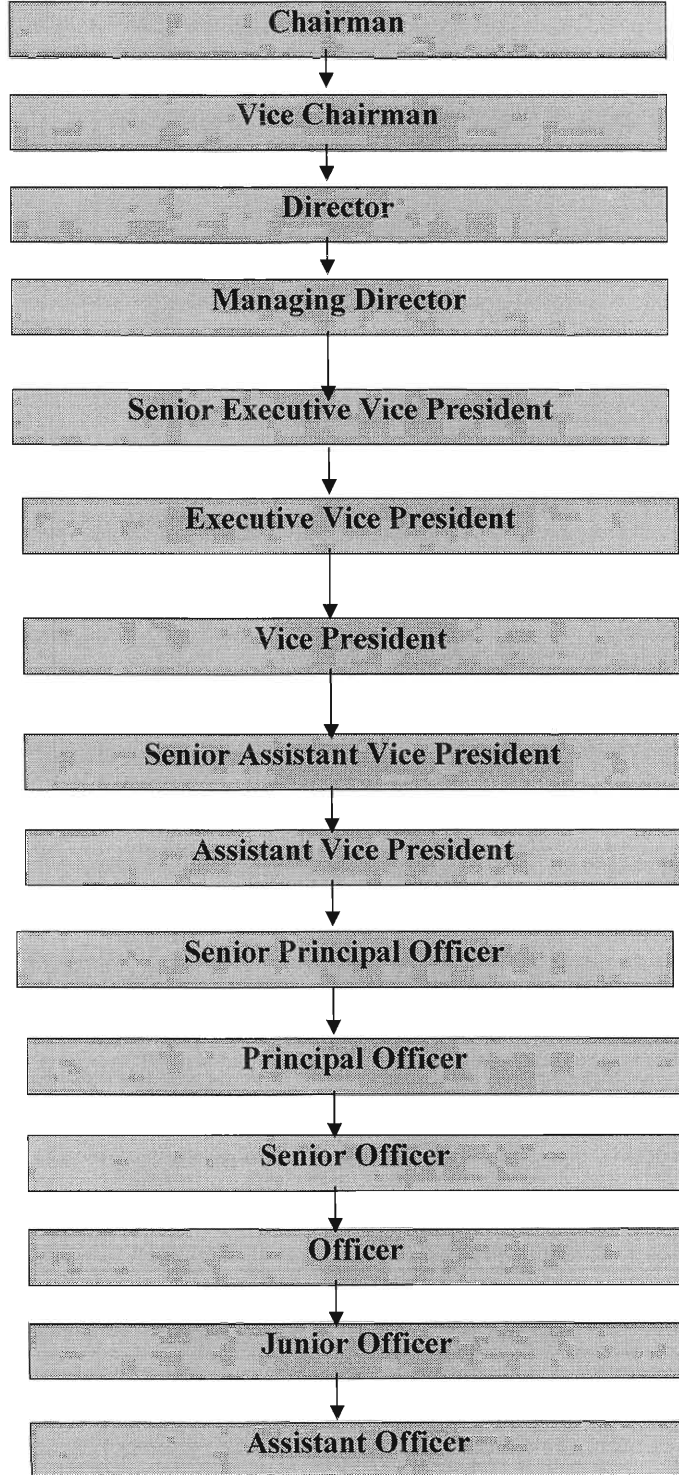 Chairman
Vice Chairman
Director
Managing Director
Senior Executive Vice President
Executive Vice President
Vice President
Senior Assistant Vice President
Assistant Vice President
Senior Principal Officer
Principal Officer
Senior Officer
Officer
Junior Officer
Assistant Officer